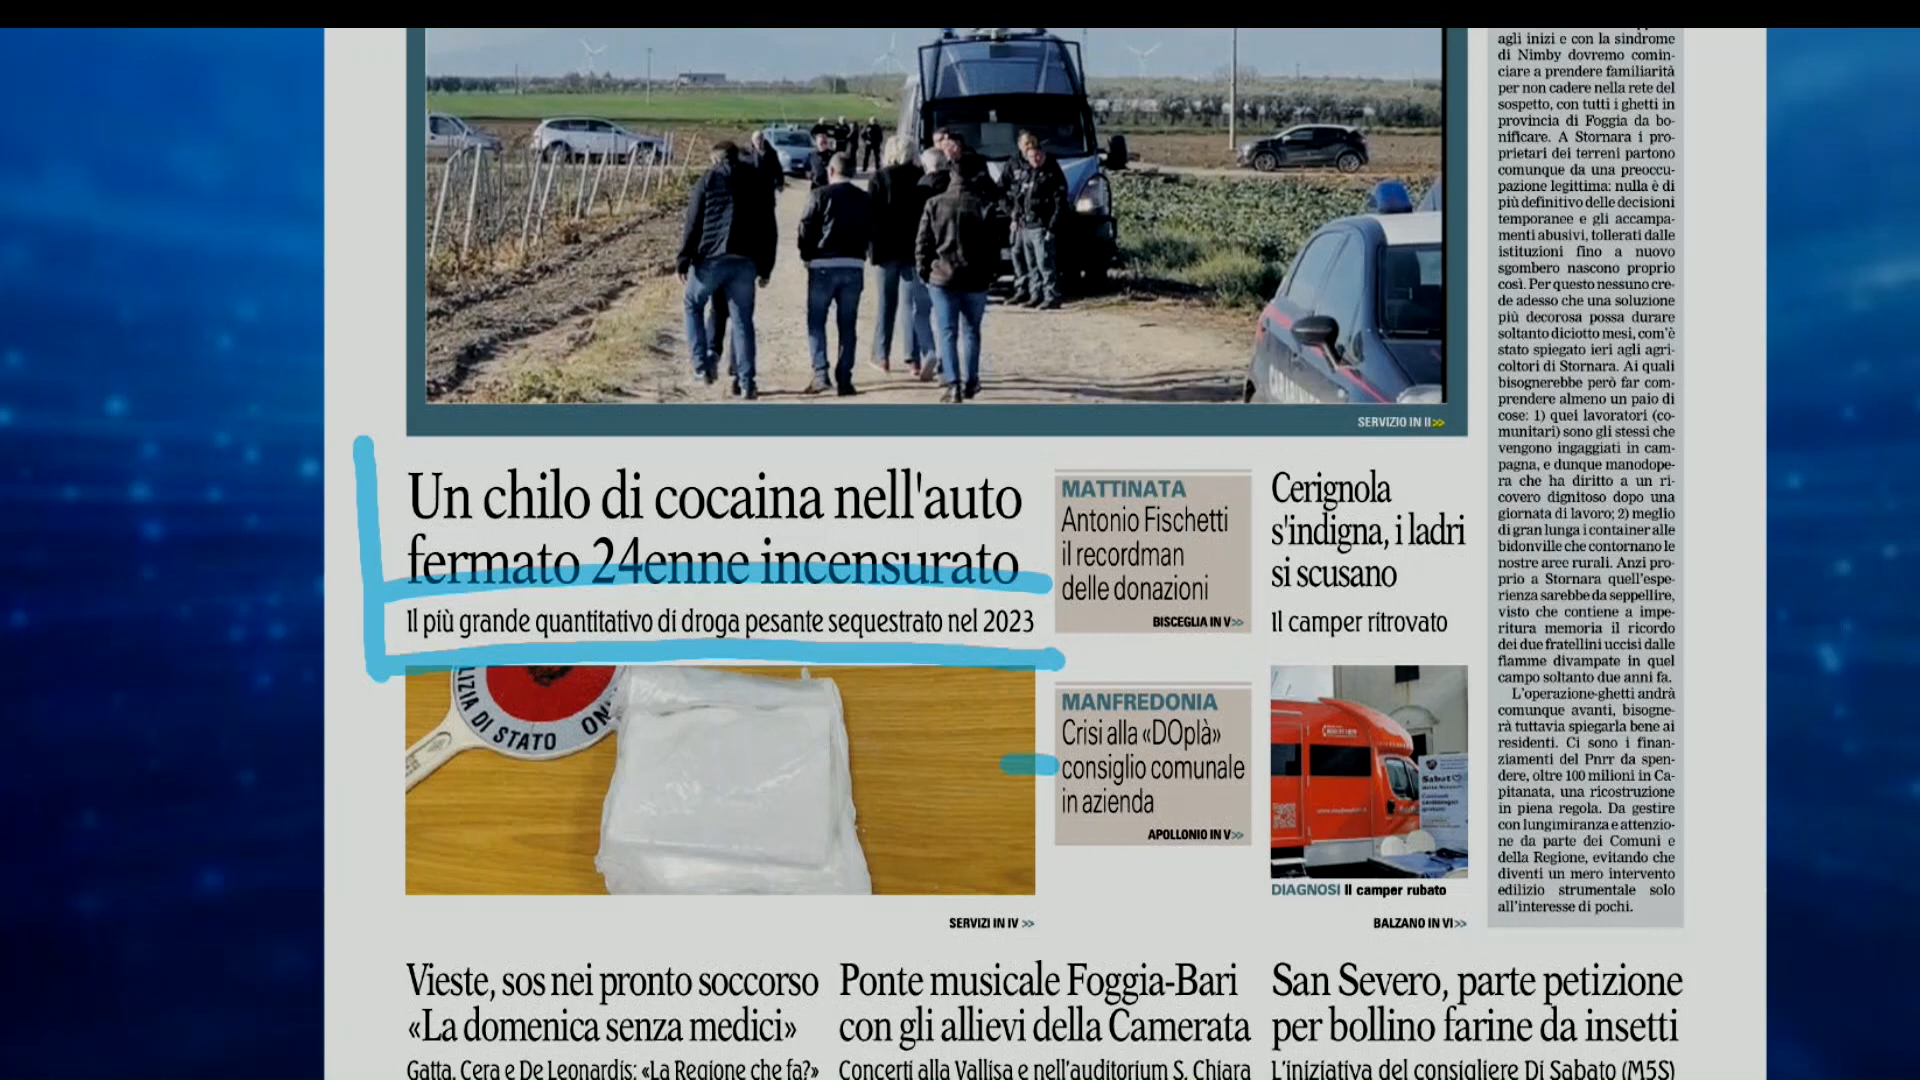 SERVIZIO IN II>>
Un chilo di cocaina nell'auto
fermato 24enne incensurato
Il più grande quantitativo di droga pesante sequestrato nel 2023
LIZIA DI STATO
SERVIZI IN IV >>
MATTINATA
Antonio Fischetti
il recordman
delle donazioni
BISCEGLIA IN V>>
MANFREDONIA
Crisi alla «DOplà»
consiglio comunale
in azienda
APOLLONIO IN V>>
Cerignola
s'indigna, i ladri
si scusano
Il camper ritrovato
DIAGNOSI Il camper rubato
BALZANO IN VI>>
agli inizi e con la sindrome
di Nimby dovremo comin-
ciare a prendere familiarità
per non cadere nella rete del
sospetto, con tutti i ghetti in
provincia di Foggia da bo-
nificare. A Stornara i pro-
prietari dei terreni partono
comunque da una preoccu-
pazione legittima: nulla è di
più definitivo delle decisioni
temporanee e gli accampa-
menti abusivi, tollerati dalle
istituzioni fino a nuovo
sgombero nascono proprio
così. Per questo nessuno cre-
de adesso che una soluzione
più decorosa possa durare
soltanto diciotto mesi, com'è
stato spiegato ieri agli agri-
coltori di Stornara. Ai quali
bisognerebbe però far com-
prendere almeno un paio di
cose: 1) quei lavoratori (co-
munitari) sono gli stessi che
vengono ingaggiati in cam-
pagna, e dunque manodope-
ra che ha diritto a un ri-
covero dignitoso dopo una
giornata di lavoro; 2) meglio
di gran lunga i container alle
bidonville che contornano le
nostre aree rurali. Anzi pro-
prio a Stornara quell'espe-
rienza sarebbe da seppellire,
visto che contiene a impe-
ritura memoria il ricordo
dei due fratellini uccisi dalle
fiamme divampate in quel
campo soltanto due anni fa.
L'operazione-ghetti andrà
comunque avanti, bisogne-
rà tuttavia spiegarla bene ai
residenti. Ci sono i finan-
ziamenti del Pnrr da spen-
dere, oltre 100 milioni in Ca-
pitanata, una ricostruzione
in piena regola. Da gestire
con lungimiranza e attenzio-
ne da parte dei Comuni e
della Regione, evitando che
diventi un mero intervento
edilizio strumentale solo
all'interesse di pochi.
Vieste, sos nei pronto soccorso
«La domenica senza medici»
Gatta, Cera e De Leonardis: «La Regione che fa?»
Ponte musicale Foggia-Bari
con gli allievi della Camerata
Concerti alla Vallisa e nell'auditorium S. Chiara
San Severo, parte petizione
per bollino farine da insetti
L'iniziativa del consigliere Di Sabato (M5S)